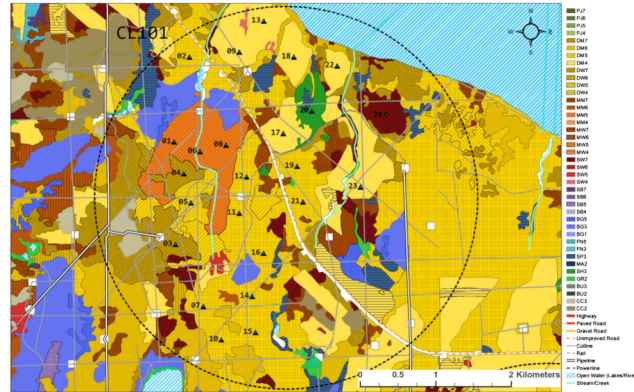 CL101
13
02
09
18
22
20
24
01
06
08
17
04
12
19
05
23
11
21
03
16
07
14
10
15
N
W E
S
0 0.5 1 2 Kilometers
PJ7
PJ6
PJ5
PJ4
DM7
DM6
DM5
DM4
DW7
DW6
DW5
DW4
MM7
MM6
MM5
MM4
MW7
MW6
MW5
MW4
SW7
SW6
SW5
SW4
SB7
SB6
SB5
SB4
BG5
BG3
BG1
FN5
FN3
SP3
MA2
SH3
GR2
BU3
BU2
CC3
CC2
Highway
Paved Road
Gravel Road
Unimproved Road
Cutline
Rail
Pipeline
Powerline
Open Water (Lakes/Rive
Stream/Creek